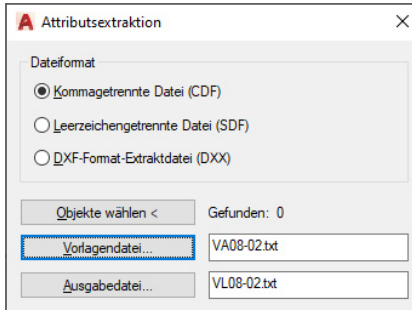 Attributsextraktion
Dateiformat
Kommagetrennte Datei (CDF)
Leerzeichengetrennte Datei (SDF)
DXF-Format-Extraktdatei (DXX)
Objekte wählen < Gefunden: 0
Vorlagendatei... VA08-02.txt
Ausgabedatei... VL08-02.txt